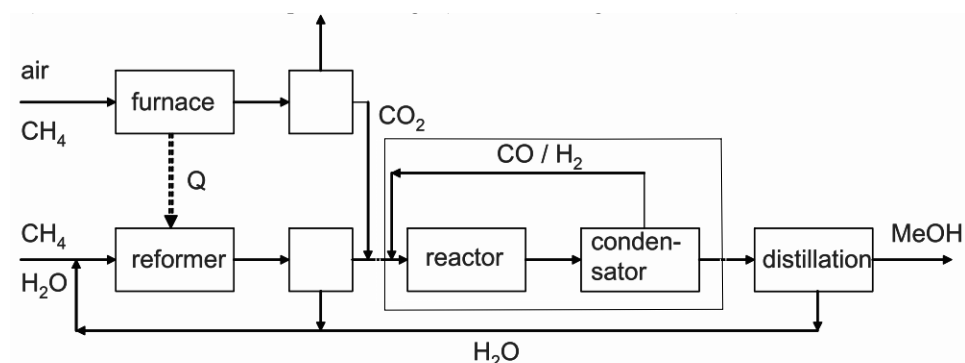 air
furnace
CH₄
CO₂
CO / H₂
Q
CH₄
reformer
reactor
conden-
sator
distillation
MeOH
H₂O
H₂O